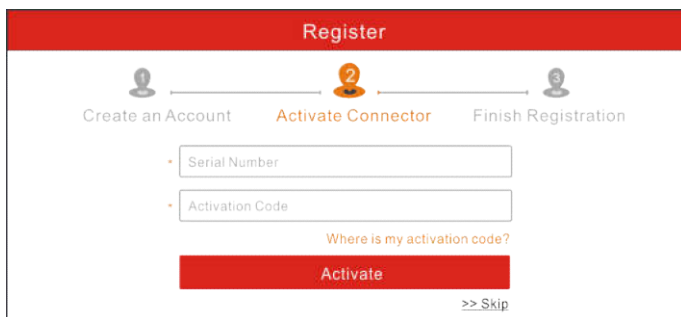 Register
1 2 3
Create an Account Activate Connector Finish Registration
* Serial Number
* Activation Code
Where is my activation code?
Activate
>> Skip